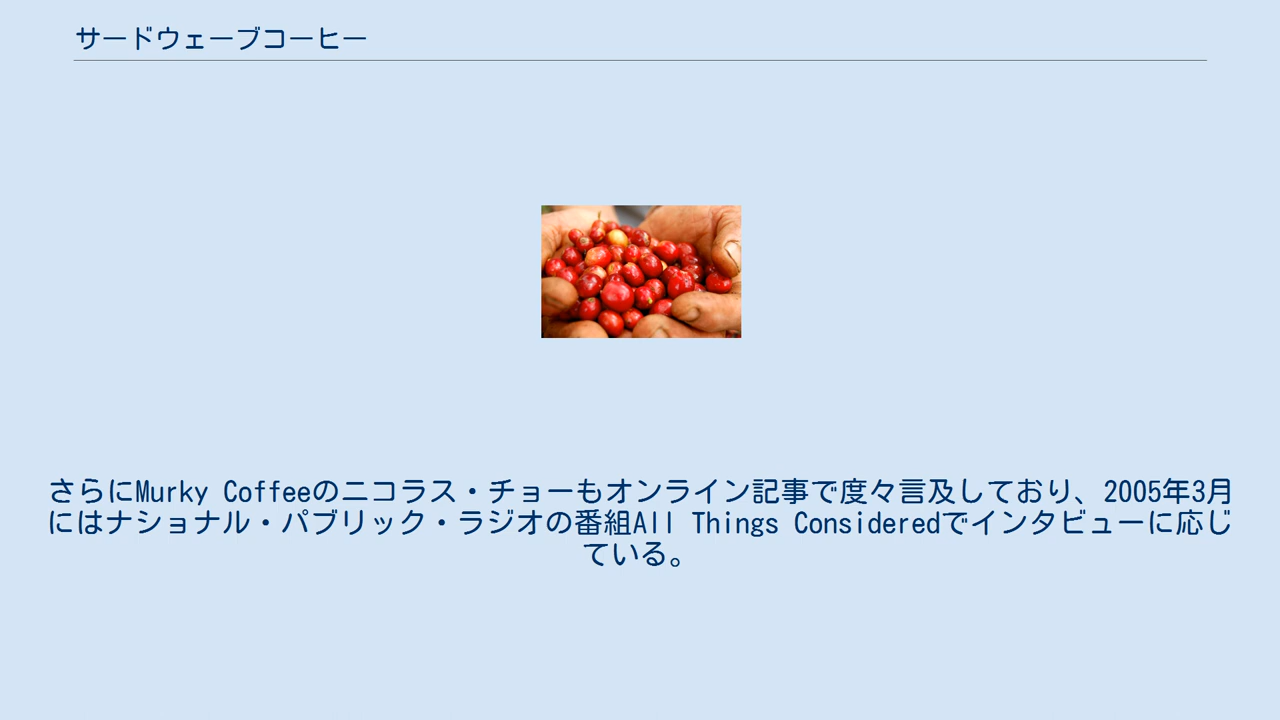 サードウェーブコーヒー
さらにMurky Coffeeのニコラス・チョーもオンライン記事で度々言及しており、2005年3月
にはナショナル・パブリック・ラジオの番組All Things Consideredでインタビューに応じ
ている。